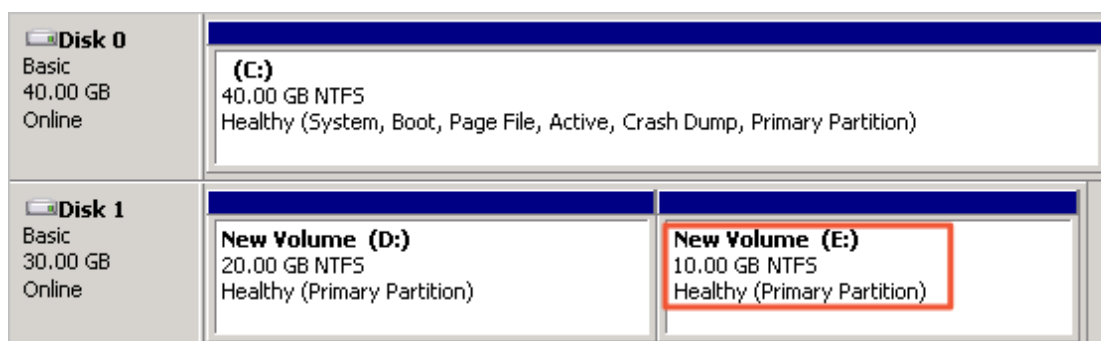 Disk 0
Basic
40.00 GB
Online
(C:)
40.00 GB NTFS
Healthy (System, Boot, Page File, Active, Crash Dump, Primary Partition)
Disk 1
Basic
30.00 GB
Online
New Volume (D:)
20.00 GB NTFS
Healthy (Primary Partition)
New Volume (E:)
10.00 GB NTFS
Healthy (Primary Partition)